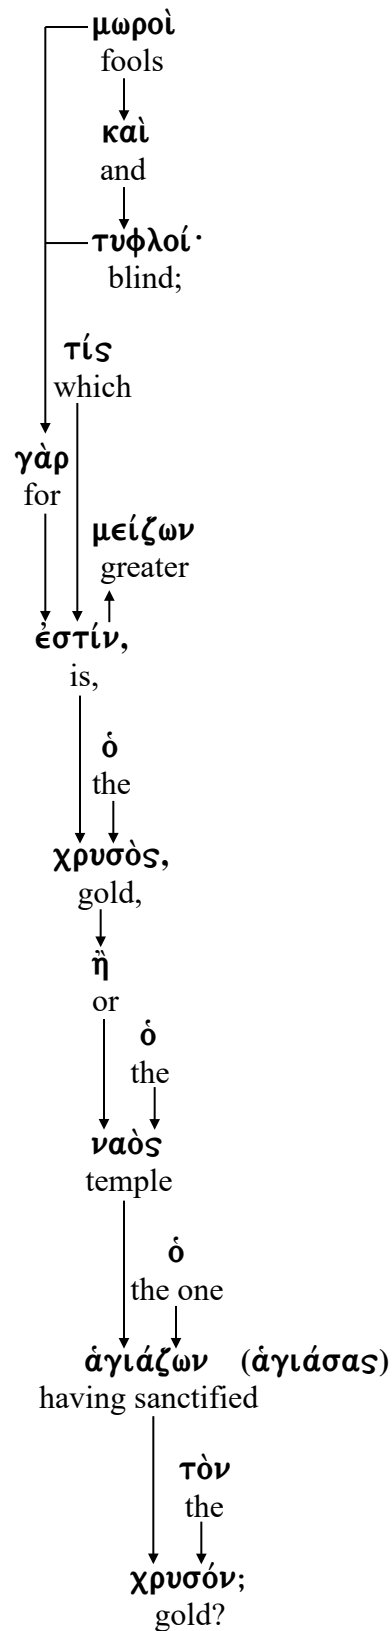 μωροὶ
fools
καὶ
and
τυφλοί·
blind;
τίς
which
γὰρ
for
μείζων
greater
ἐστίν,
is,
ὁ
the
χρυσὸς,
gold,
ἢ
or
ὁ
the
ναὸς
temple
ὁ
the one
ἁγιάζων (ἁγιάσας)
having sanctified
τὸν
the
χρυσόν;
gold?